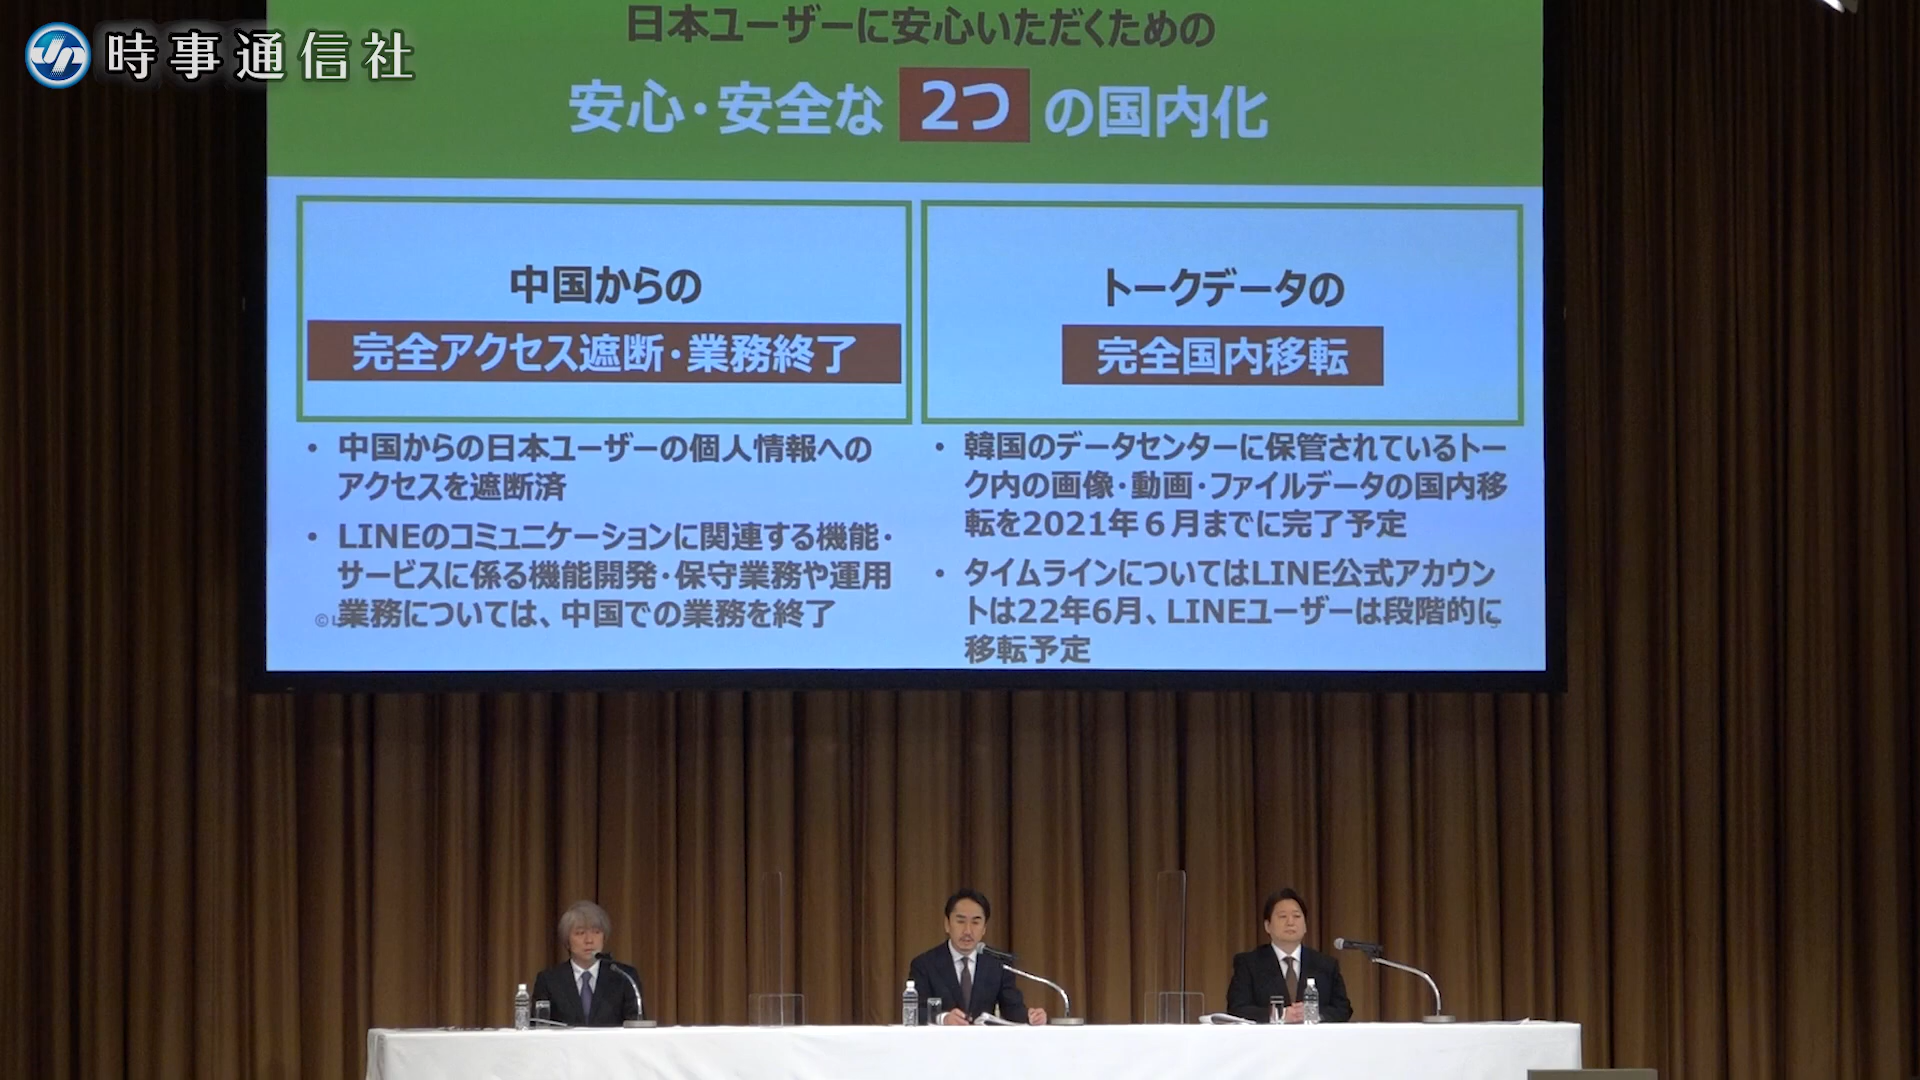 時事通信社
日本ユーザーに安心いただくための
安心・安全な 2つ の国内化
中国からの
完全アクセス遮断・業務終了
・中国からの日本ユーザーの個人情報への
アクセスを遮断済
・LINEのコミュニケーションに関連する機能・
サービスに係る機能開発・保守業務や運用
業務については、中国での業務を終了
トークデータの
完全国内移転
・韓国のデータセンターに保管されているトー
ク内の画像・動画・ファイルデータの国内移
転を2021年６月までに完了予定
・タイムラインについてはLINE公式アカウン
トは22年6月、LINEユーザーは段階的に
移転予定
©